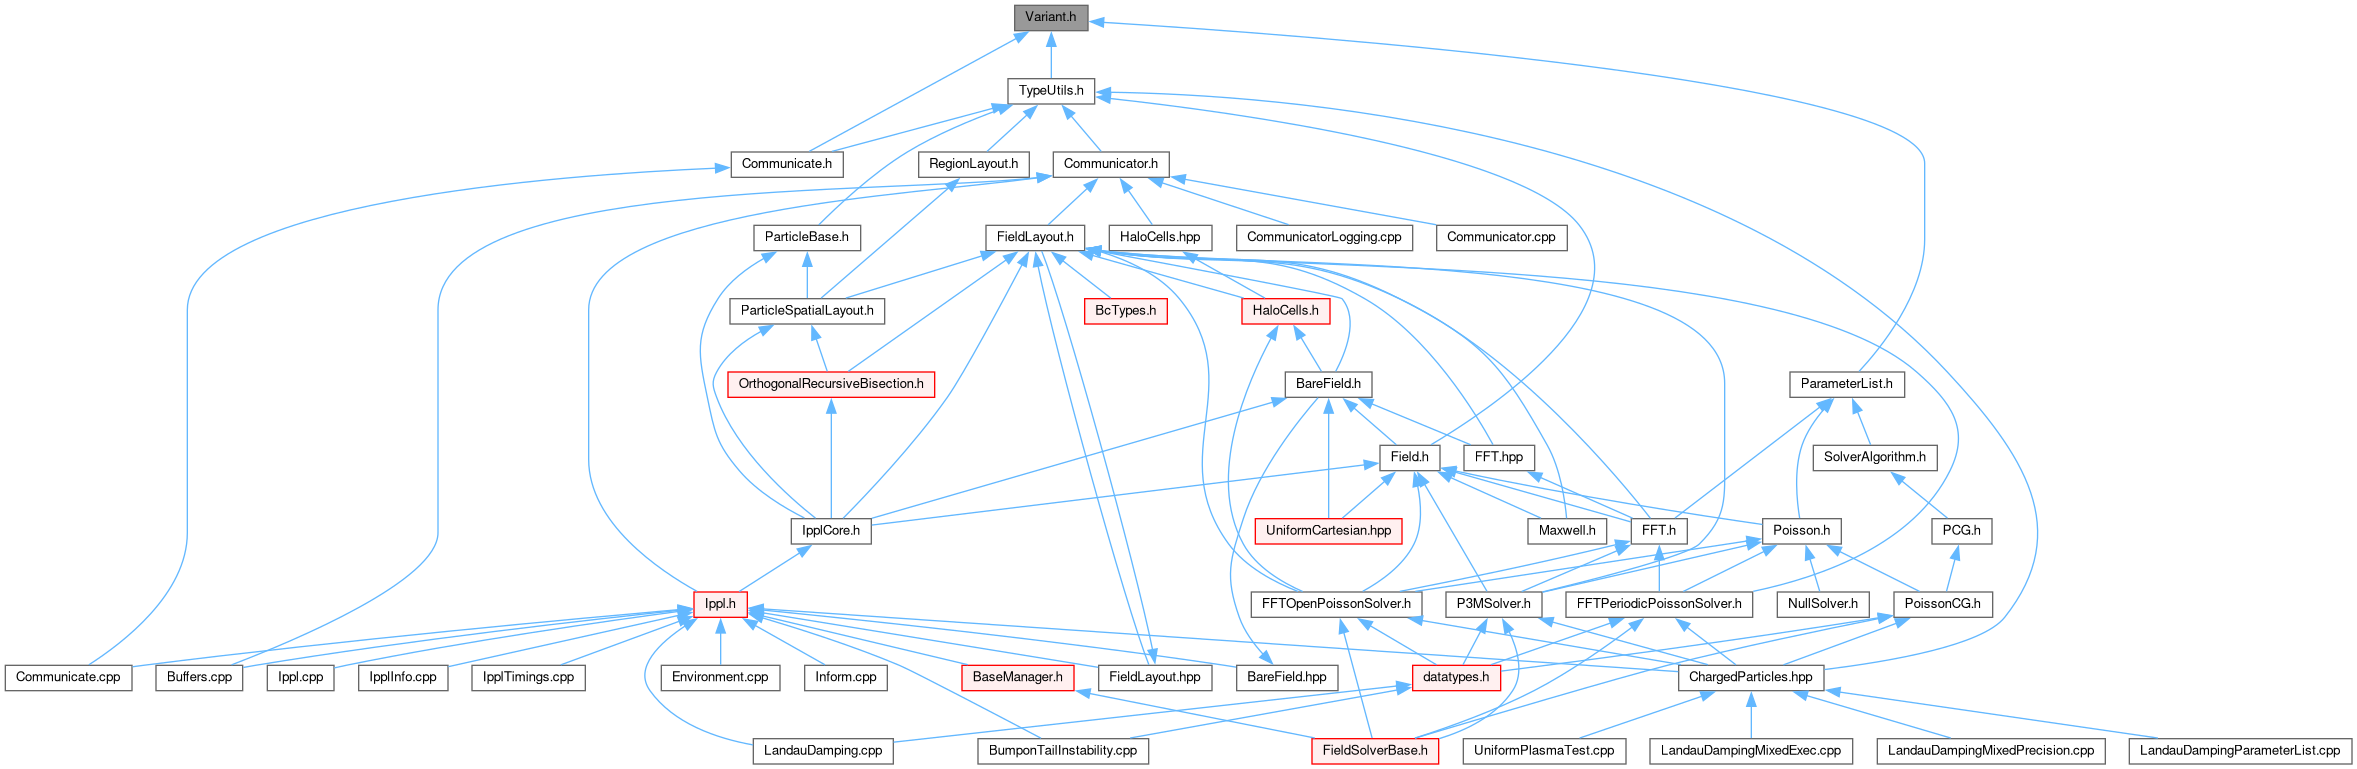 Variant.h
TypeUtils.h
Communicate.h
RegionLayout.h
Communicator.h
ParticleBase.h
FieldLayout.h
HaloCells.hpp
CommunicatorLogging.cpp
Communicator.cpp
ParticleSpatialLayout.h
BcTypes.h
HaloCells.h
OrthogonalRecursiveBisection.h
BareField.h
ParameterList.h
Field.h
FFT.hpp
SolverAlgorithm.h
IpplCore.h
UniformCartesian.hpp
Maxwell.h
FFT.h
Poisson.h
PCG.h
Ippl.h
FFTOpenPoissonSolver.h
P3MSolver.h
FFTPeriodicPoissonSolver.h
NullSolver.h
PoissonCG.h
Communicate.cpp
Buffers.cpp
Ippl.cpp
IpplInfo.cpp
IpplTimings.cpp
Environment.cpp
Inform.cpp
BaseManager.h
FieldLayout.hpp
BareField.hpp
datatypes.h
ChargedParticles.hpp
LandauDamping.cpp
BumponTailInstability.cpp
FieldSolverBase.h
UniformPlasmaTest.cpp
LandauDampingMixedExec.cpp
LandauDampingMixedPrecision.cpp
LandauDampingParameterList.cpp